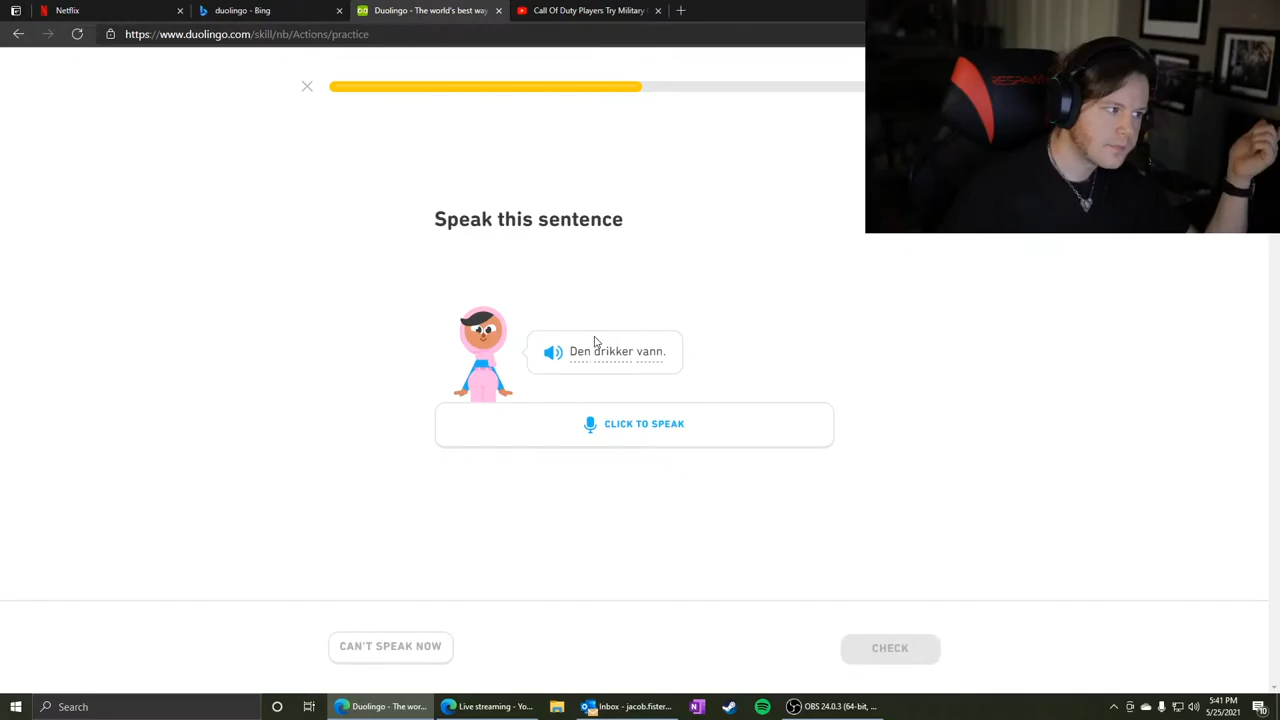 Netflix
duolingo - Bing
Duolingo - The world's best way
Call Of Duty Players Try Military
https://www.duolingo.com/skill/nb/Actions/practice
RESPAWN
Speak this sentence
Den drikker vann.
CLICK TO SPEAK
CAN'T SPEAK NOW
CHECK
Search
Duolingo - The wor...
Live streaming - Yo...
Inbox - jacob.fister...
OBS 24.0.3 (64-bit, ...
5:41 PM
5/25/2021
10